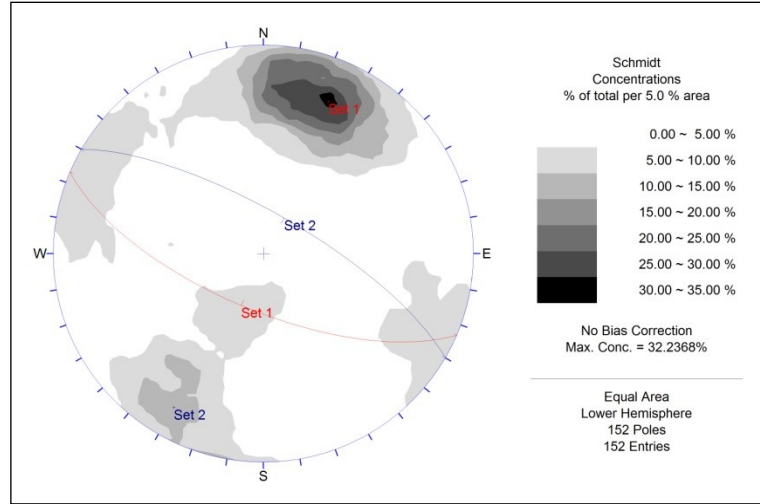 N
Set 1
Set 2
W
E
Set 1
Set 2
S
Schmidt
Concentrations
% of total per 5.0 % area
0.00 ~ 5.00 %
5.00 ~ 10.00 %
10.00 ~ 15.00 %
15.00 ~ 20.00 %
20.00 ~ 25.00 %
25.00 ~ 30.00 %
30.00 ~ 35.00 %
No Bias Correction
Max. Conc. = 32.2368%
Equal Area
Lower Hemisphere
152 Poles
152 Entries